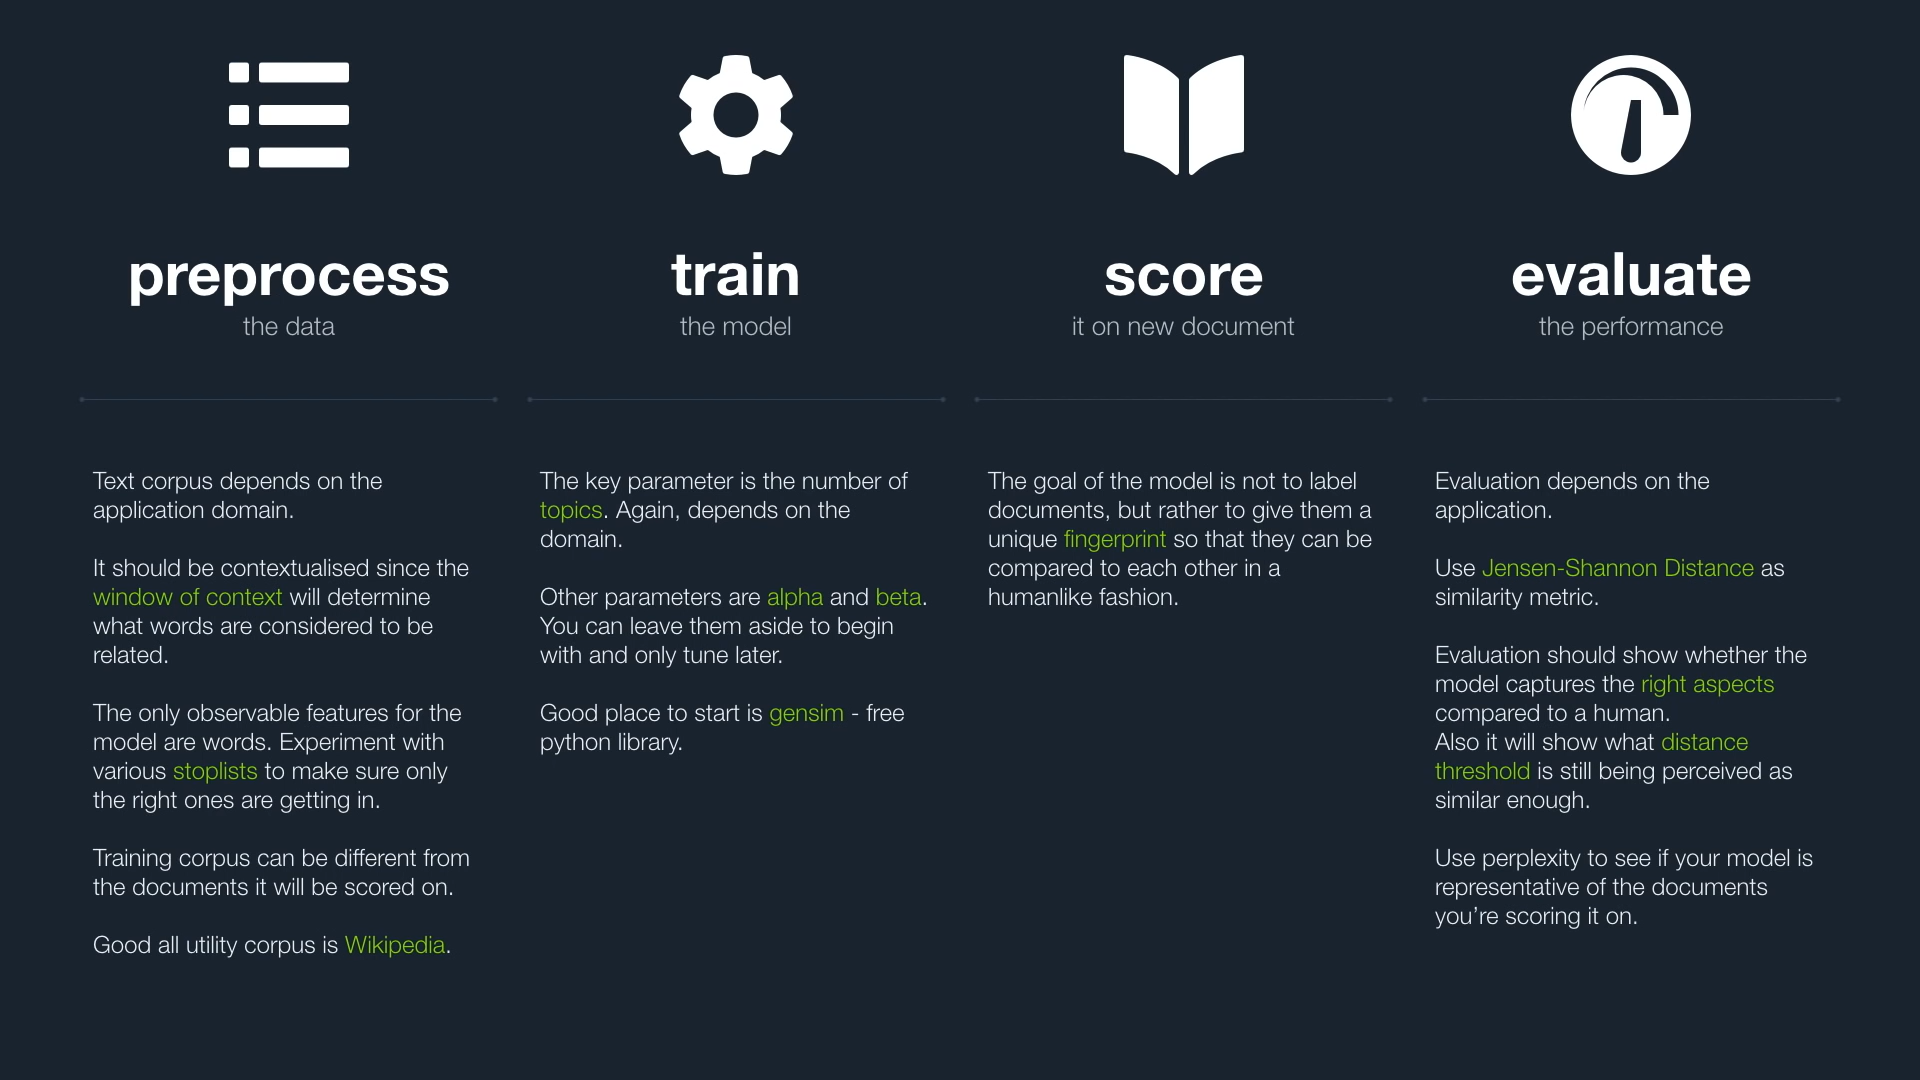 preprocess
the data
Text corpus depends on the
application domain.
It should be contextualised since the
window of context will determine
what words are considered to be
related.
The only observable features for the
model are words. Experiment with
various stoplists to make sure only
the right ones are getting in.
Training corpus can be different from
the documents it will be scored on.
Good all utility corpus is Wikipedia.
train
the model
The key parameter is the number of
topics. Again, depends on the
domain.
Other parameters are alpha and beta.
You can leave them aside to begin
with and only tune later.
Good place to start is gensim - free
python library.
score
it on new document
The goal of the model is not to label
documents, but rather to give them a
unique fingerprint so that they can be
compared to each other in a
humanlike fashion.
evaluate
the performance
Evaluation depends on the
application.
Use Jensen-Shannon Distance as
similarity metric.
Evaluation should show whether the
model captures the right aspects
compared to a human.
Also it will show what distance
threshold is still being perceived as
similar enough.
Use perplexity to see if your model is
representative of the documents
you’re scoring it on.